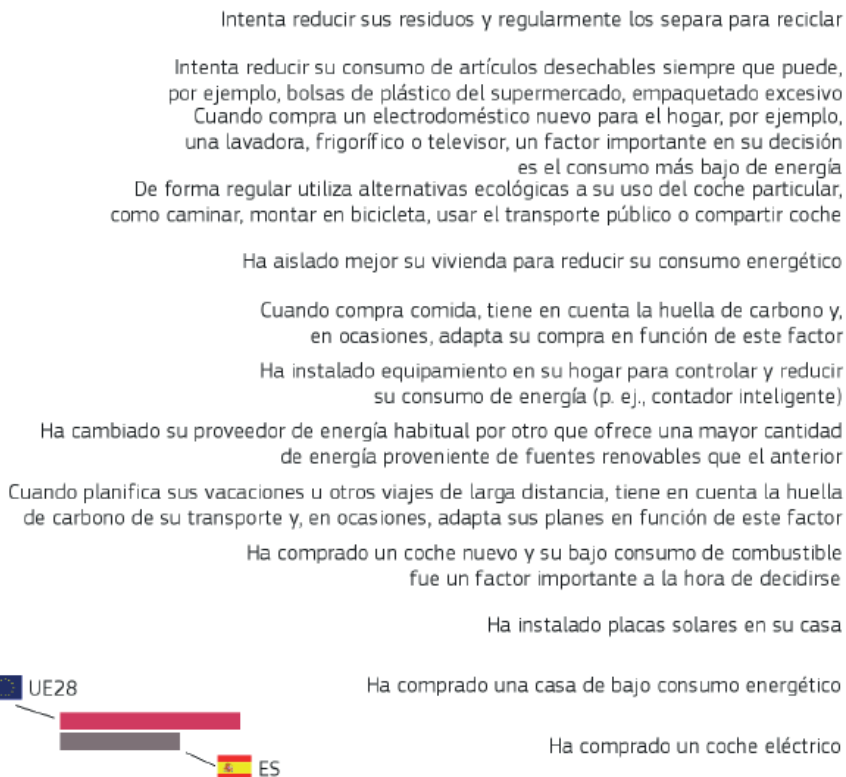 Intenta reducir sus residuos y regularmente los separa para reciclar
Intenta reducir su consumo de artículos desechables siempre que puede,
por ejemplo, bolsas de plástico del supermercado, empaquetado excesivo
Cuando compra un electrodoméstico nuevo para el hogar, por ejemplo,
una lavadora, frigorífico o televisor, un factor importante en su decisión
es el consumo más bajo de energía
De forma regular utiliza alternativas ecológicas a su uso del coche particular,
como caminar, montar en bicicleta, usar el transporte público o compartir coche
Ha aislado mejor su vivienda para reducir su consumo energético
Cuando compra comida, tiene en cuenta la huella de carbono y,
en ocasiones, adapta su compra en función de este factor
Ha instalado equipamiento en su hogar para controlar y reducir
su consumo de energía (p. ej., contador inteligente)
Ha cambiado su proveedor de energía habitual por otro que ofrece una mayor cantidad
de energía proveniente de fuentes renovables que el anterior
Cuando planifica sus vacaciones u otros viajes de larga distancia, tiene en cuenta la huella
de carbono de su transporte y, en ocasiones, adapta sus planes en función de este factor
Ha comprado un coche nuevo y su bajo consumo de combustible
fue un factor importante a la hora de decidirse
Ha instalado placas solares en su casa
UE28
Ha comprado una casa de bajo consumo energético
Ha comprado un coche eléctrico
ES